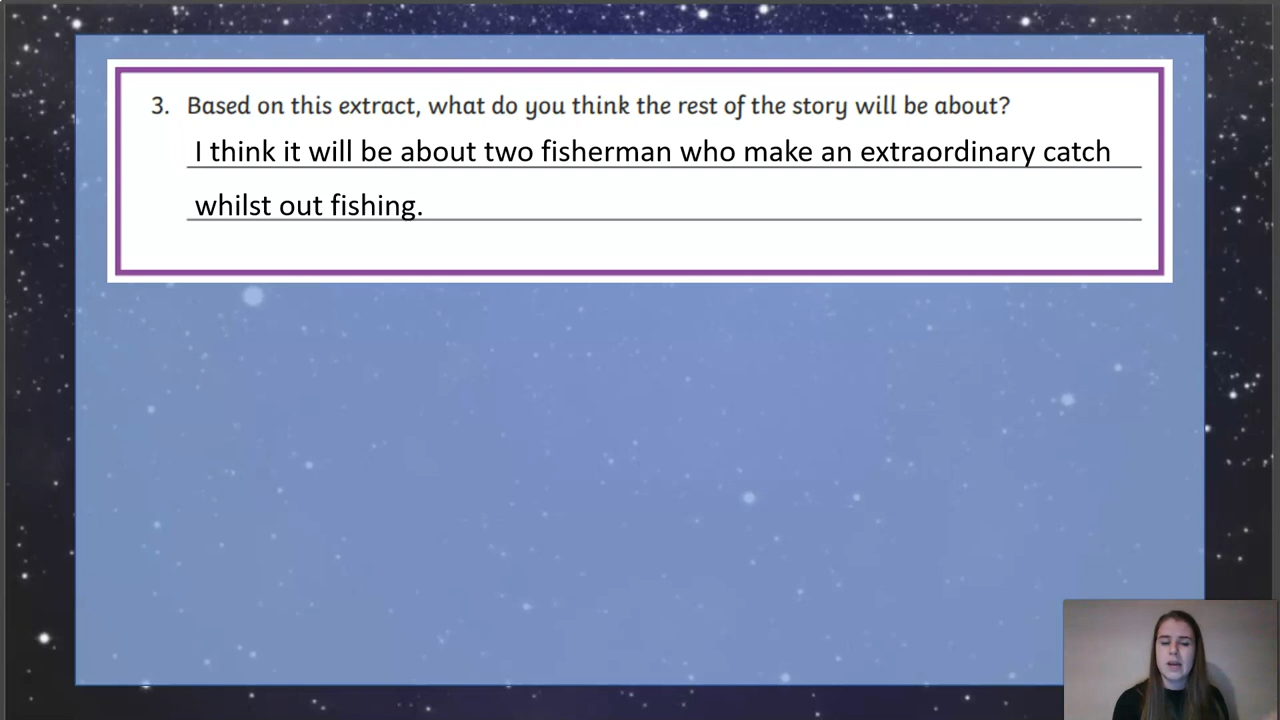 3. Based on this extract, what do you think the rest of the story will be about?
I think it will be about two fisherman who make an extraordinary catch
whilst out fishing.